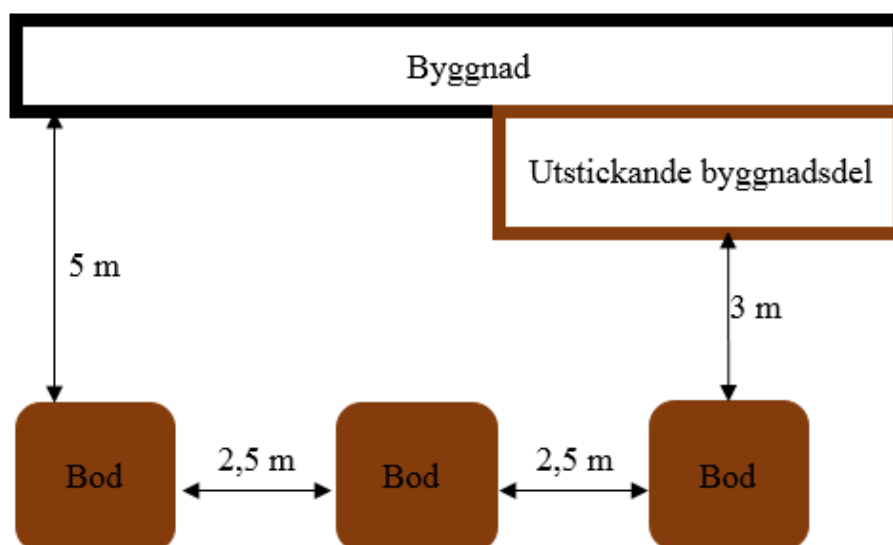 Byggnad
Utstickande byggnadsdel
5 m
3 m
Bod
2,5 m
Bod
2,5 m
Bod